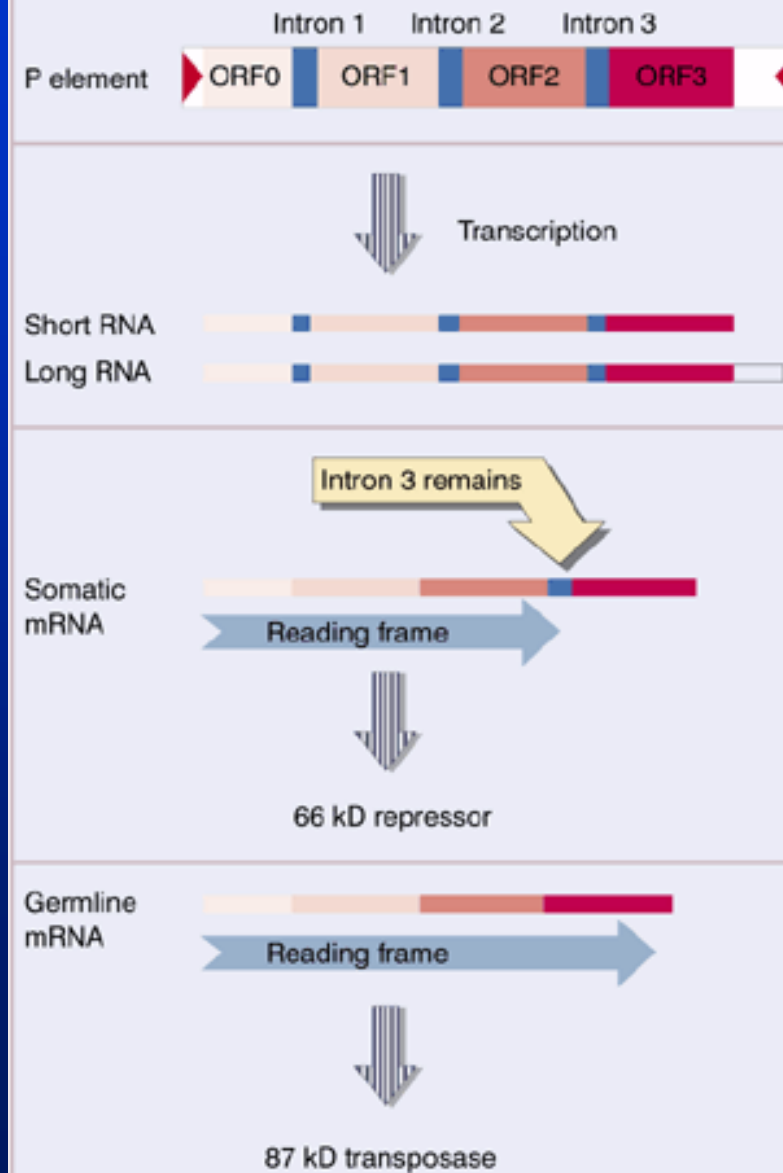 Intron 1 Intron 2 Intron 3
P element ORF0 ORF1 ORF2 ORF3
Transcription
Short RNA
Long RNA
Intron 3 remains
Somatic
mRNA
Reading frame
66 kD repressor
Germline
mRNA
Reading frame
87 kD transposase